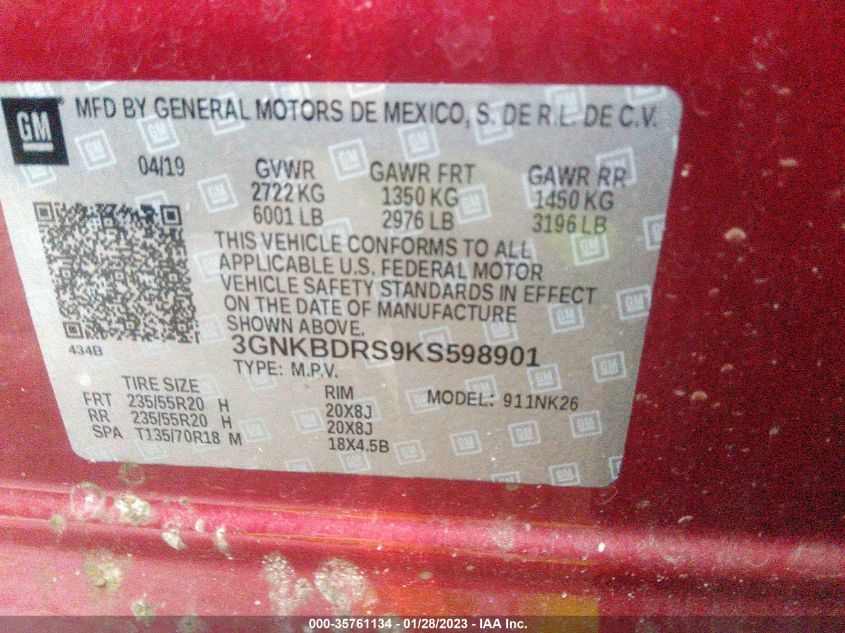 GM
MFD BY GENERAL MOTORS DE MEXICO, S. DE R.L. DE C.V.
04/19 GVWR GAWR FRT GAWR RR
2722 KG 1350 KG 1450 KG
6001 LB 2976 LB 3196 LB
THIS VEHICLE CONFORMS TO ALL
APPLICABLE U.S. FEDERAL MOTOR
VEHICLE SAFETY STANDARDS IN EFFECT
ON THE DATE OF MANUFACTURE
SHOWN ABOVE.
434B
3GNKBDRS9KS598901
TYPE: M.P.V.
TIRE SIZE RIM MODEL: 911NK26
FRT 235/55R20 H 20X8J
RR 235/55R20 H 20X8J
SPA T135/70R18 M 18X4.5B
000-35761134 - 01/28/2023 - IAA Inc.